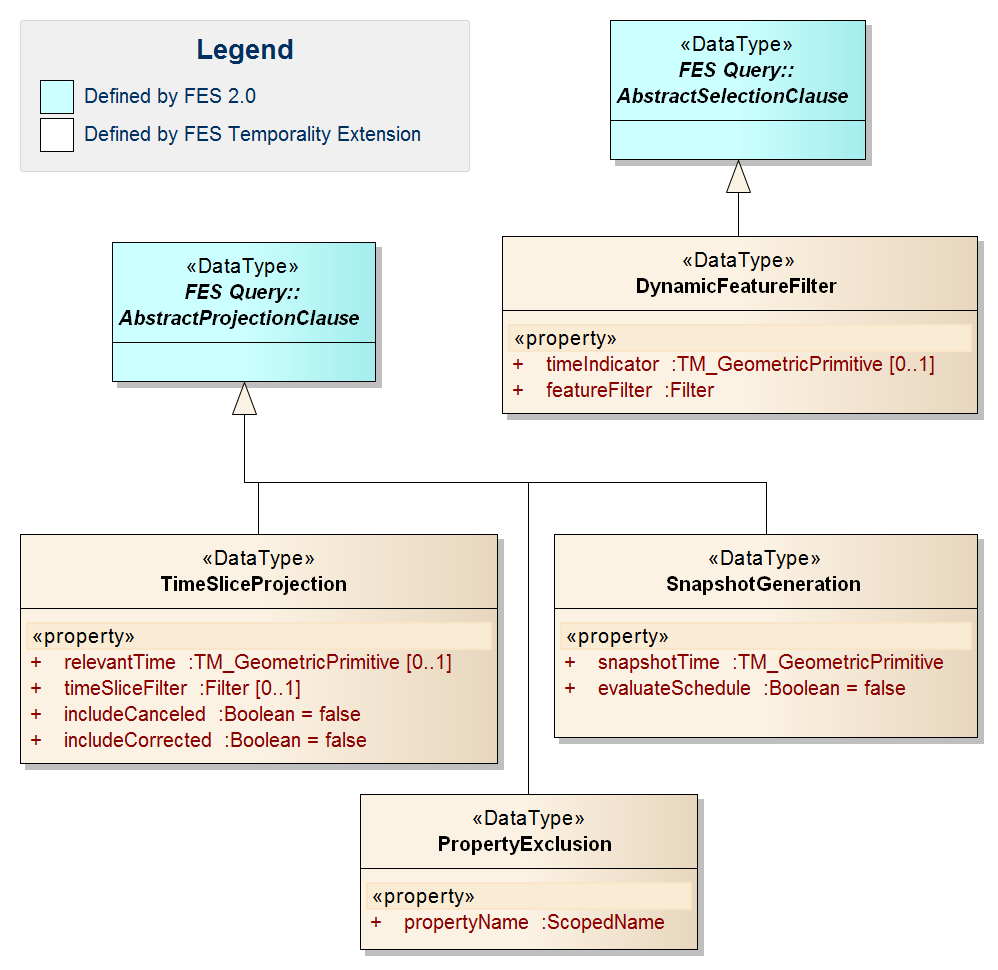 Legend
Defined by FES 2.0
Defined by FES Temporality Extension
«DataType»
FES Query::
AbstractSelectionClause
«DataType»
FES Query::
AbstractProjectionClause
«DataType»
DynamicFeatureFilter
«property»
+ timeIndicator :TM_GeometricPrimitive [0..1]
+ featureFilter :Filter
«DataType»
TimeSliceProjection
«property»
+ relevantTime :TM_GeometricPrimitive [0..1]
+ timeSliceFilter :Filter [0..1]
+ includeCanceled :Boolean = false
+ includeCorrected :Boolean = false
«DataType»
SnapshotGeneration
«property»
+ snapshotTime :TM_GeometricPrimitive
+ evaluateSchedule :Boolean = false
«DataType»
PropertyExclusion
«property»
+ propertyName :ScopedName